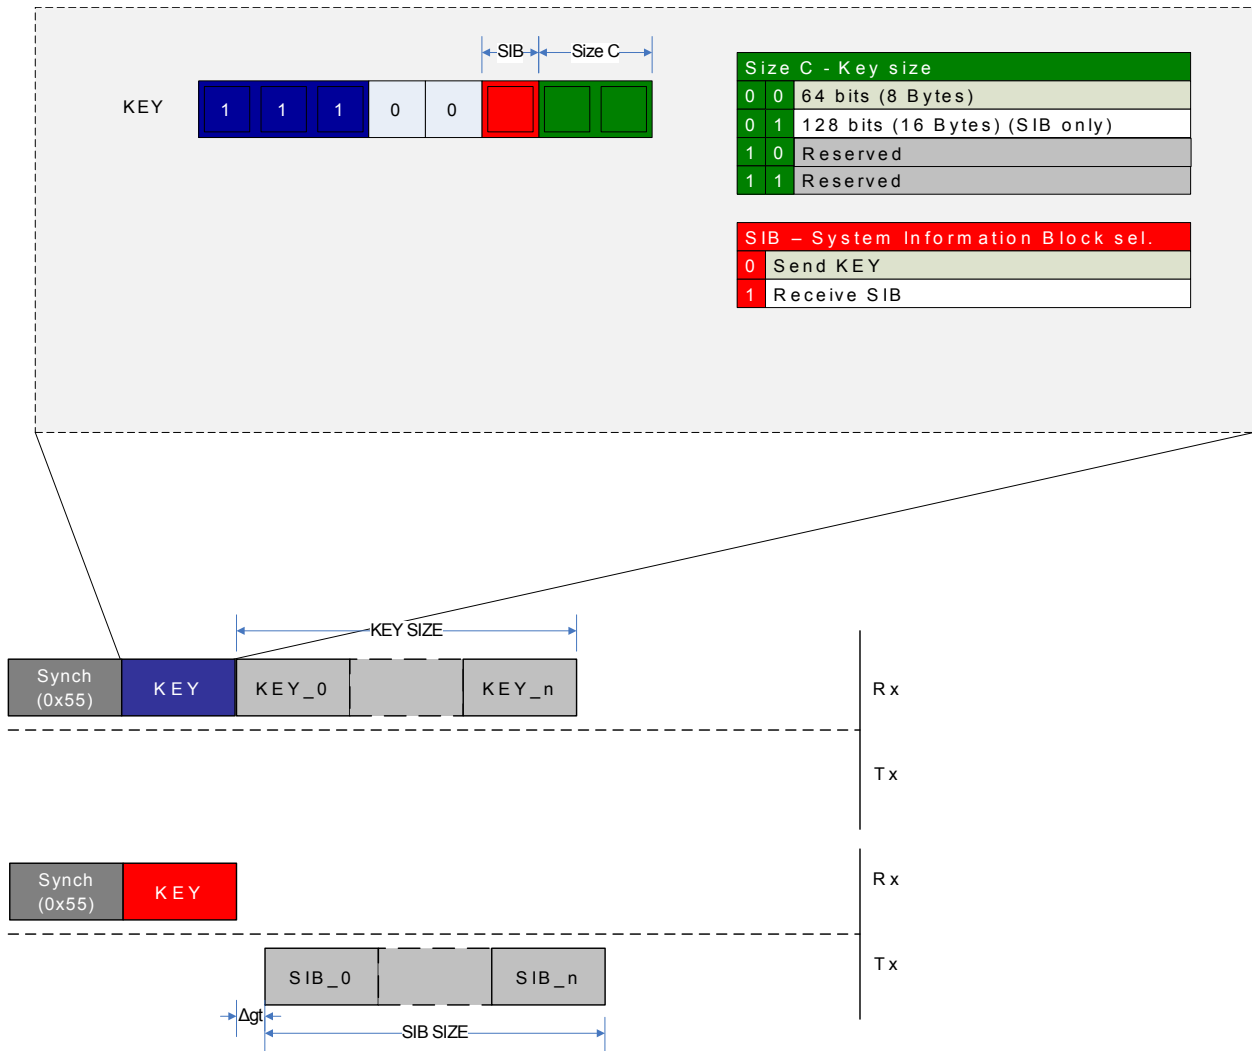 SIB Size C
KEY 1 1 1 0 0
Size C - Key size
0 0 64 bits (8 Bytes)
0 1 128 bits (16 Bytes) (SIB only)
1 0 Reserved
1 1 Reserved
SIB – System Information Block sel.
0 Send KEY
1 Receive SIB
KEY SIZE
Synch
(0x55)
KEY
KEY_0
KEY_n
Rx
Tx
Synch
(0x55)
KEY
Rx
SIB_0
SIB_n
Tx
Δgt
SIB SIZE